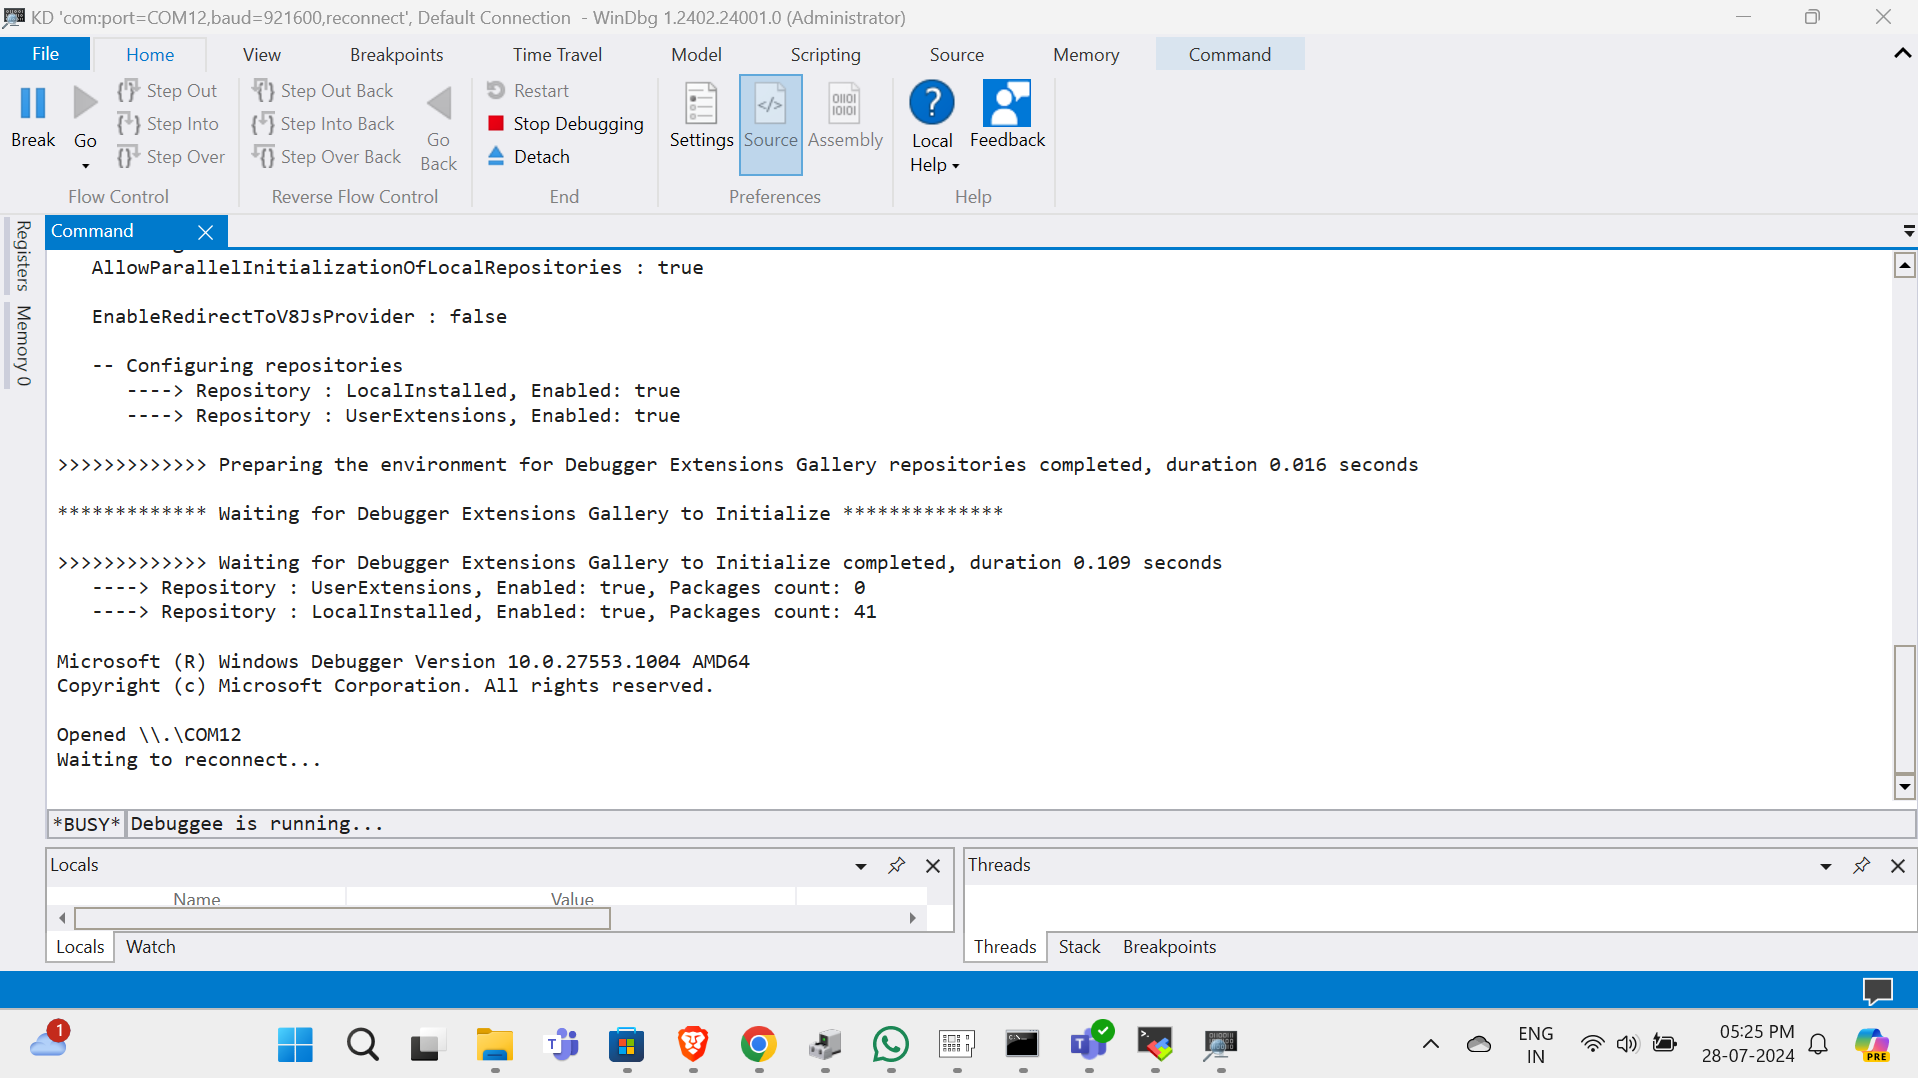 KD 'com:port=COM12,baud=921600,reconnect', Default Connection - WinDbg 1.2402.24001.0 (Administrator)
File Home View Breakpoints Time Travel Model Scripting Source Memory Command
Break
Go
Step Out
Step Into
Step Over
Flow Control
Step Out Back
Step Into Back
Step Over Back
Go Back
Reverse Flow Control
Restart
Stop Debugging
Detach
End
Settings
Source
Assembly
Preferences
Local Help
Feedback
Help
Registers
Memory 0
Command
AllowParallelInitializationOfLocalRepositories : true
EnableRedirectToV8JsProvider : false
-- Configuring repositories
----> Repository : LocalInstalled, Enabled: true
----> Repository : UserExtensions, Enabled: true
>>>>>>>>>>>>> Preparing the environment for Debugger Extensions Gallery repositories completed, duration 0.016 seconds
************* Waiting for Debugger Extensions Gallery to Initialize **************
>>>>>>>>>>>>> Waiting for Debugger Extensions Gallery to Initialize completed, duration 0.109 seconds
----> Repository : UserExtensions, Enabled: true, Packages count: 0
----> Repository : LocalInstalled, Enabled: true, Packages count: 41
Microsoft (R) Windows Debugger Version 10.0.27553.1004 AMD64
Copyright (c) Microsoft Corporation. All rights reserved.
Opened \\.\COM12
Waiting to reconnect...
*BUSY* Debuggee is running...
Locals
Name Value
Locals Watch
Threads
Threads Stack Breakpoints
1
ENG
IN
05:25 PM
28-07-2024
PRE